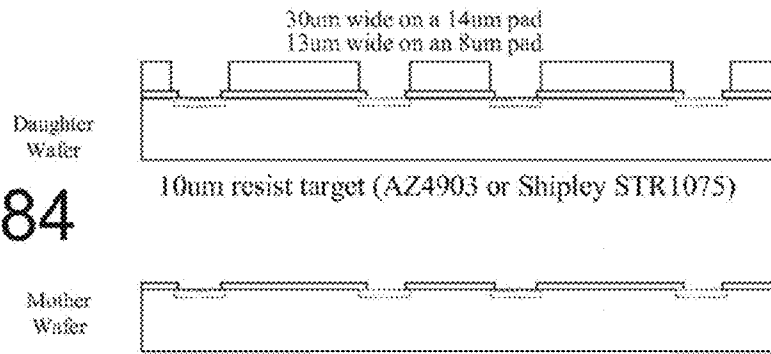 30um wide on a 14um pad
13um wide on an 8um pad
Daughter
Wafer
10um resist target (AZ4903 or Shipley STR1075)
84
Mother
Wafer